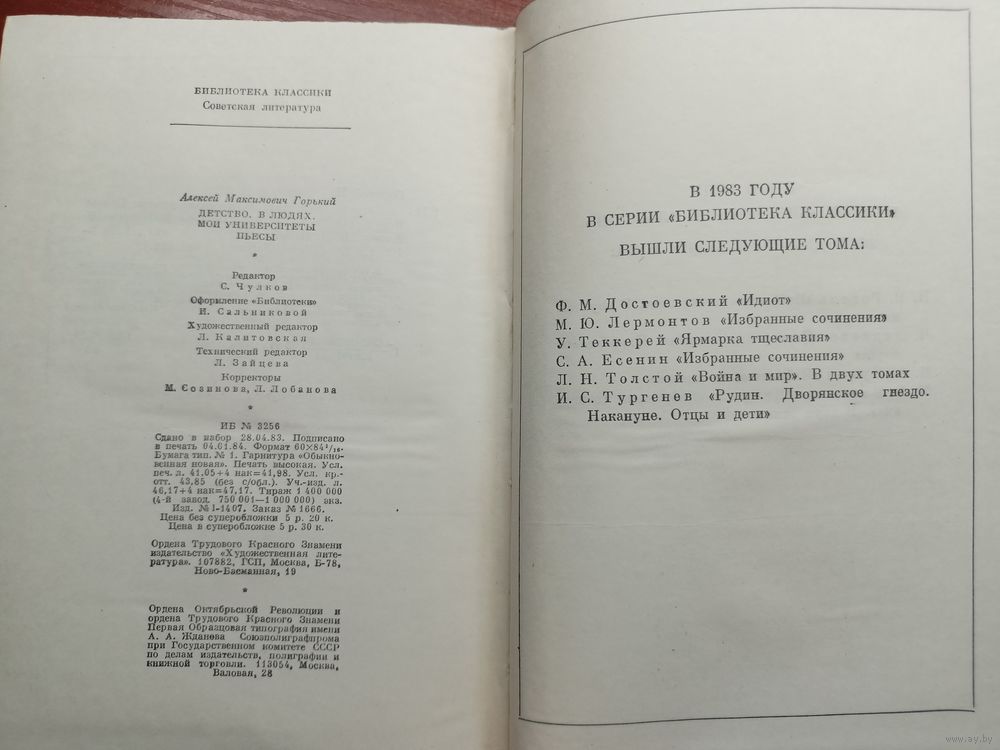 БИБЛИОТЕКА КЛАССИКИ
Советская литература
Алексей Максимович Горький
ДЕТСТВО. В ЛЮДЯХ.
МОИ УНИВЕРСИТЕТЫ
ПЬЕСЫ
*
Редактор
С. Чулков
Оформление «Библиотеки»
И. Сальниковой
Художественный редактор
Л. Калитовская
Технический редактор
Л. Зайцева
Корректоры
М. Созинова, Л. Лобанова
*
ИБ № 3256
Сдано в набор 28.04.83. Подписано
в печать 04.01.84. Формат 60×84¹/₁₆.
Бумага тип. № 1. Гарнитура «Обыкно-
венная новая». Печать высокая. Усл.
печ. л. 41,05+4 нак=41,98. Усл. кр.-
отт. 43,85 (без с/обл.). Уч.-изд. л.
46,17+4 нак=47,17. Тираж 1 400 000
(4-й завод 750 001—1 000 000) экз.
Изд. № I-1407. Заказ № 1666.
Цена без суперобложки 5 р. 20 к.
Цена в суперобложке 5 р. 30 к.
Ордена Трудового Красного Знамени
издательство «Художественная лите-
ратура». 107882, ГСП, Москва, Б-78,
Ново-Басманная, 19
*
Ордена Октябрьской Революции и
ордена Трудового Красного Знамени
Первая Образцовая типография имени
А. А. Жданова Союзполиграфпрома
при Государственном комитете СССР
по делам издательств, полиграфии и
книжной торговли. 113054, Москва,
Валовая, 28
В 1983 ГОДУ
В СЕРИИ «БИБЛИОТЕКА КЛАССИКИ»
ВЫШЛИ СЛЕДУЮЩИЕ ТОМА:
Ф. М. Достоевский «Идиот»
М. Ю. Лермонтов «Избранные сочинения»
У. Теккерей «Ярмарка тщеславия»
С. А. Есенин «Избранные сочинения»
Л. Н. Толстой «Война и мир». В двух томах
И. С. Тургенев «Рудин. Дворянское гнездо.
Накануне. Отцы и дети»
www.ay.by